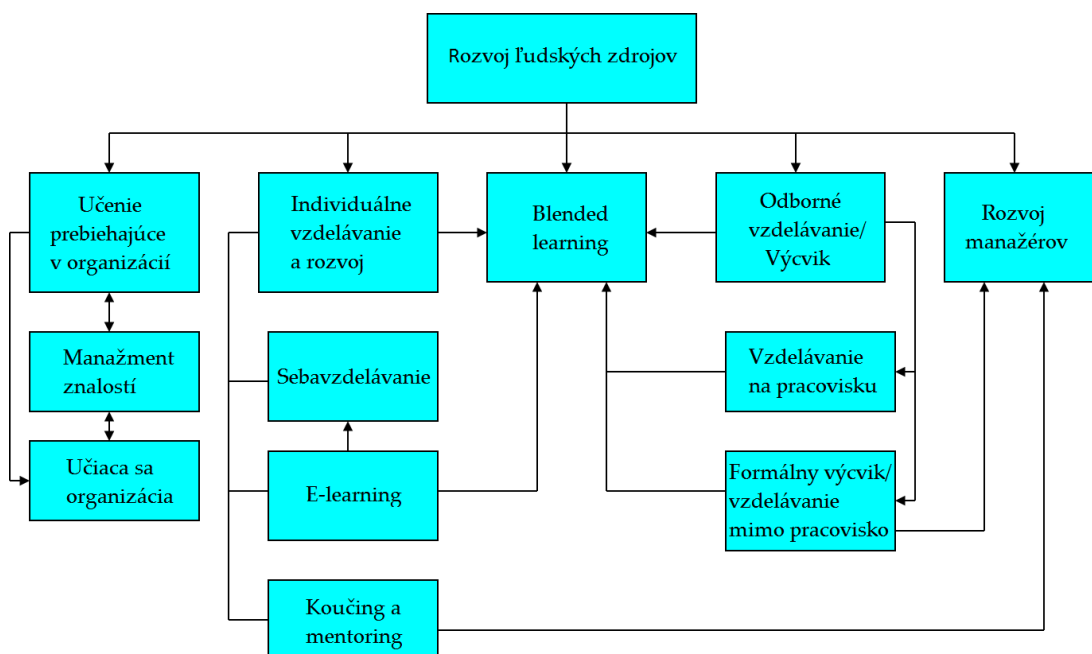 Rozvoj ľudských zdrojov
Učenie
prebiehajúce
v organizácií
Individuálne
vzdelávanie
a rozvoj
Blended
learning
Odborné
vzdelávanie/
Výcvik
Rozvoj
manažérov
Manažment
znalostí
Sebavzdelávanie
Vzdelávanie
na pracovisku
Učiaca sa
organizácia
E-learning
Formálny výcvik/
vzdelávanie
mimo pracovisko
Koučing a
mentoring